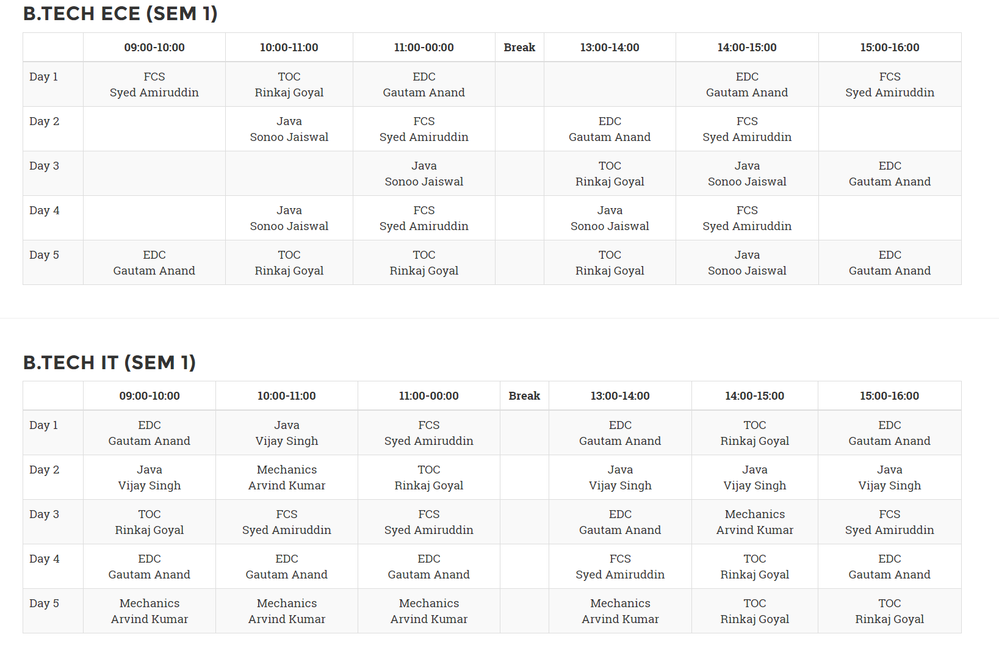 B.TECH ECE (SEM 1)
09:00-10:00 10:00-11:00 11:00-00:00 Break 13:00-14:00 14:00-15:00 15:00-16:00
Day 1 FCS TOC EDC EDC FCS
Syed Amiruddin Rinkaj Goyal Gautam Anand Gautam Anand Syed Amiruddin
Day 2 Java FCS EDC FCS
Sonoo Jaiswal Syed Amiruddin Gautam Anand Syed Amiruddin
Day 3 Java TOC Java EDC
Sonoo Jaiswal Rinkaj Goyal Sonoo Jaiswal Gautam Anand
Day 4 Java FCS Java FCS
Sonoo Jaiswal Syed Amiruddin Sonoo Jaiswal Syed Amiruddin
Day 5 EDC TOC TOC TOC Java EDC
Gautam Anand Rinkaj Goyal Rinkaj Goyal Rinkaj Goyal Sonoo Jaiswal Gautam Anand
B.TECH IT (SEM 1)
09:00-10:00 10:00-11:00 11:00-00:00 Break 13:00-14:00 14:00-15:00 15:00-16:00
Day 1 EDC Java FCS EDC TOC EDC
Gautam Anand Vijay Singh Syed Amiruddin Gautam Anand Rinkaj Goyal Gautam Anand
Day 2 Java Mechanics TOC Java Java Java
Vijay Singh Arvind Kumar Rinkaj Goyal Vijay Singh Vijay Singh Vijay Singh
Day 3 TOC FCS FCS EDC Mechanics FCS
Rinkaj Goyal Syed Amiruddin Syed Amiruddin Gautam Anand Arvind Kumar Syed Amiruddin
Day 4 EDC EDC EDC FCS TOC EDC
Gautam Anand Gautam Anand Gautam Anand Syed Amiruddin Rinkaj Goyal Gautam Anand
Day 5 Mechanics Mechanics Mechanics Mechanics TOC TOC
Arvind Kumar Arvind Kumar Arvind Kumar Arvind Kumar Rinkaj Goyal Rinkaj Goyal